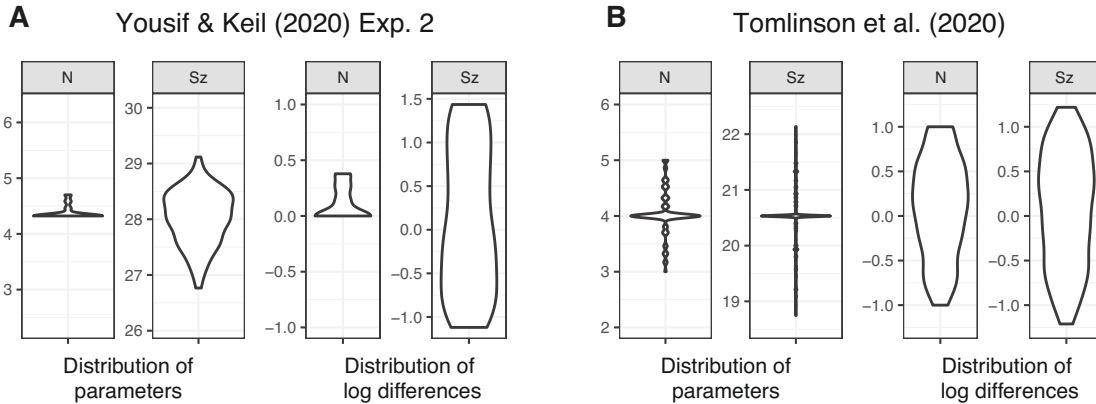 A
Yousif & Keil (2020) Exp. 2
N
Sz
N
Sz
6
5
4
3
30
29
28
27
26
1.0
0.5
0.0
−0.5
−1.0
1.5
1.0
0.5
0.0
−0.5
−1.0
Distribution of
parameters
Distribution of
log differences
B
Tomlinson et al. (2020)
N
Sz
N
Sz
6
5
4
3
2
22
21
20
19
1.0
0.5
0.0
−0.5
−1.0
1.0
0.5
0.0
−0.5
−1.0
Distribution of
parameters
Distribution of
log differences